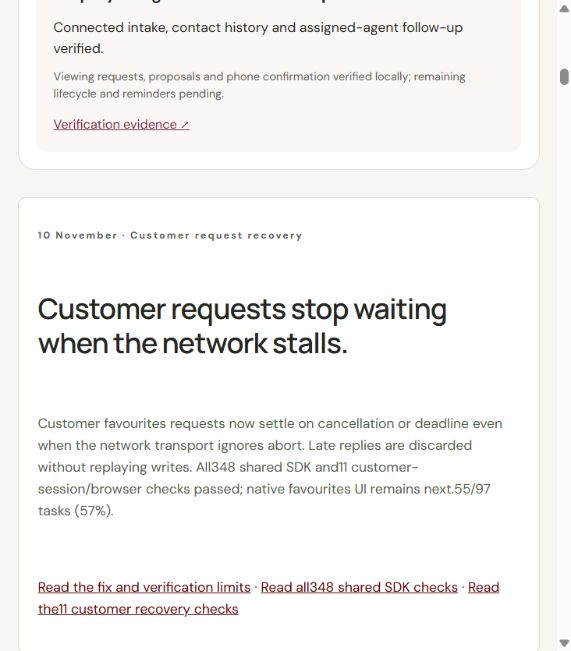 Connected intake, contact history and assigned-agent follow-up
verified.
Viewing requests, proposals and phone confirmation verified locally; remaining
lifecycle and reminders pending.
Verification evidence ↗
10 November · Customer request recovery
Customer requests stop waiting
when the network stalls.
Customer favourites requests now settle on cancellation or deadline even
when the network transport ignores abort. Late replies are discarded
without replaying writes. All348 shared SDK and11 customer-
session/browser checks passed; native favourites UI remains next.55/97
tasks (57%).
Read the fix and verification limits · Read all348 shared SDK checks · Read
the11 customer recovery checks